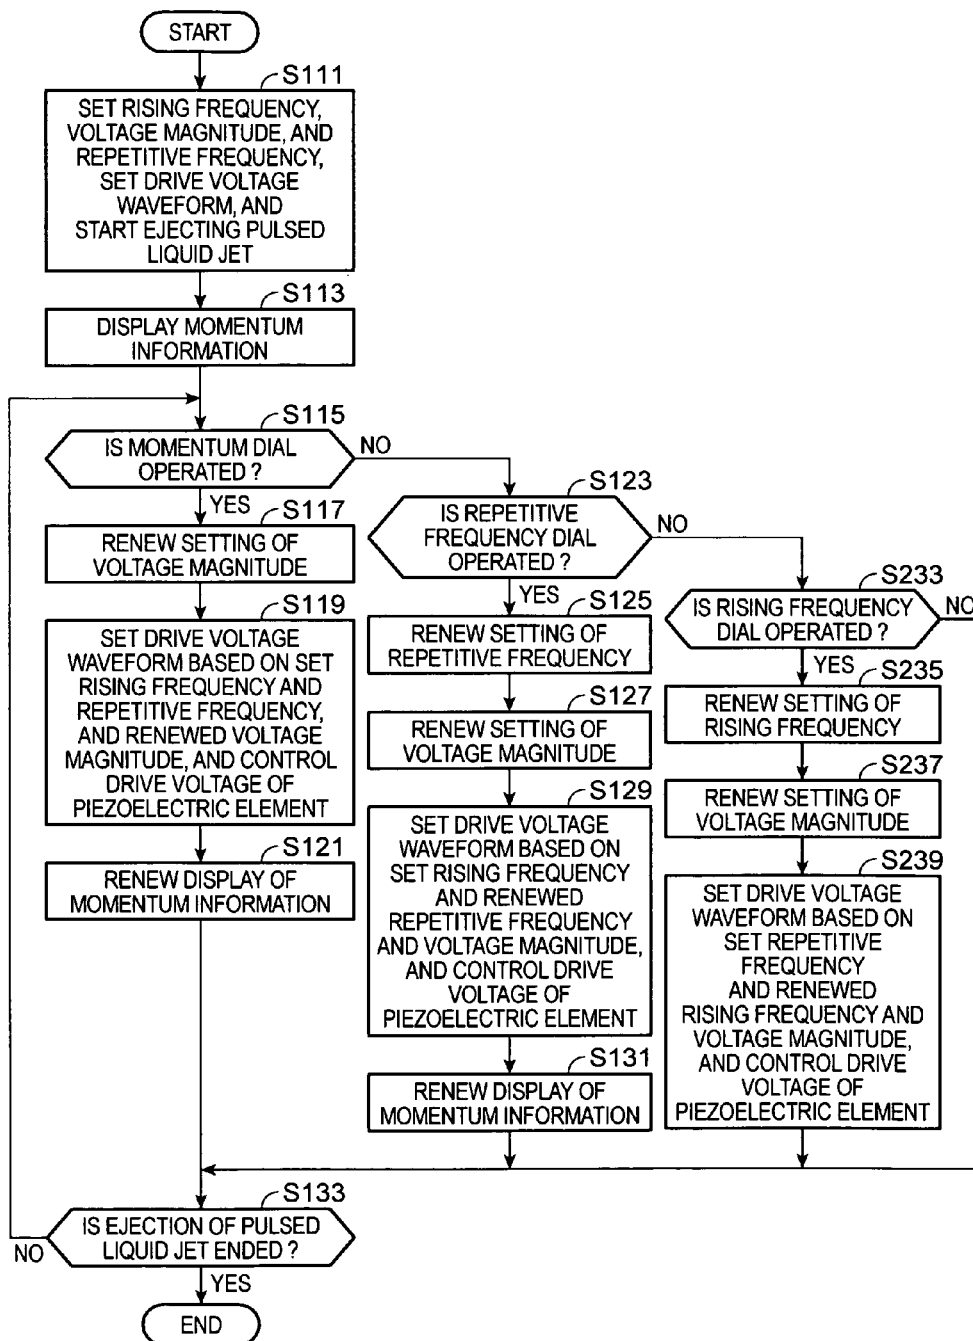 START
S111
SET RISING FREQUENCY,
VOLTAGE MAGNITUDE, AND
REPETITIVE FREQUENCY,
SET DRIVE VOLTAGE
WAVEFORM, AND
START EJECTING PULSED
LIQUID JET
S113
DISPLAY MOMENTUM
INFORMATION
S115
IS MOMENTUM DIAL
OPERATED ?
NO
YES
S117
RENEW SETTING OF
VOLTAGE MAGNITUDE
S119
SET DRIVE VOLTAGE
WAVEFORM BASED ON SET
RISING FREQUENCY AND
REPETITIVE FREQUENCY,
AND RENEWED VOLTAGE
MAGNITUDE, AND CONTROL
DRIVE VOLTAGE OF
PIEZOELECTRIC ELEMENT
S121
RENEW DISPLAY OF
MOMENTUM INFORMATION
S123
IS REPETITIVE
FREQUENCY DIAL
OPERATED ?
NO
YES
S125
RENEW SETTING OF
REPETITIVE FREQUENCY
S127
RENEW SETTING OF
VOLTAGE MAGNITUDE
S129
SET DRIVE VOLTAGE
WAVEFORM BASED ON
SET RISING FREQUENCY
AND RENEWED
REPETITIVE FREQUENCY
AND VOLTAGE MAGNITUDE,
AND CONTROL DRIVE
VOLTAGE OF
PIEZOELECTRIC ELEMENT
S131
RENEW DISPLAY OF
MOMENTUM INFORMATION
S233
IS RISING FREQUENCY
DIAL OPERATED ?
NO
YES
S235
RENEW SETTING OF
RISING FREQUENCY
S237
RENEW SETTING OF
VOLTAGE MAGNITUDE
S239
SET DRIVE VOLTAGE
WAVEFORM BASED ON
SET REPETITIVE
FREQUENCY
AND RENEWED
RISING FREQUENCY AND
VOLTAGE MAGNITUDE,
AND CONTROL DRIVE
VOLTAGE OF
PIEZOELECTRIC ELEMENT
S133
IS EJECTION OF PULSED
LIQUID JET ENDED ?
NO
YES
END